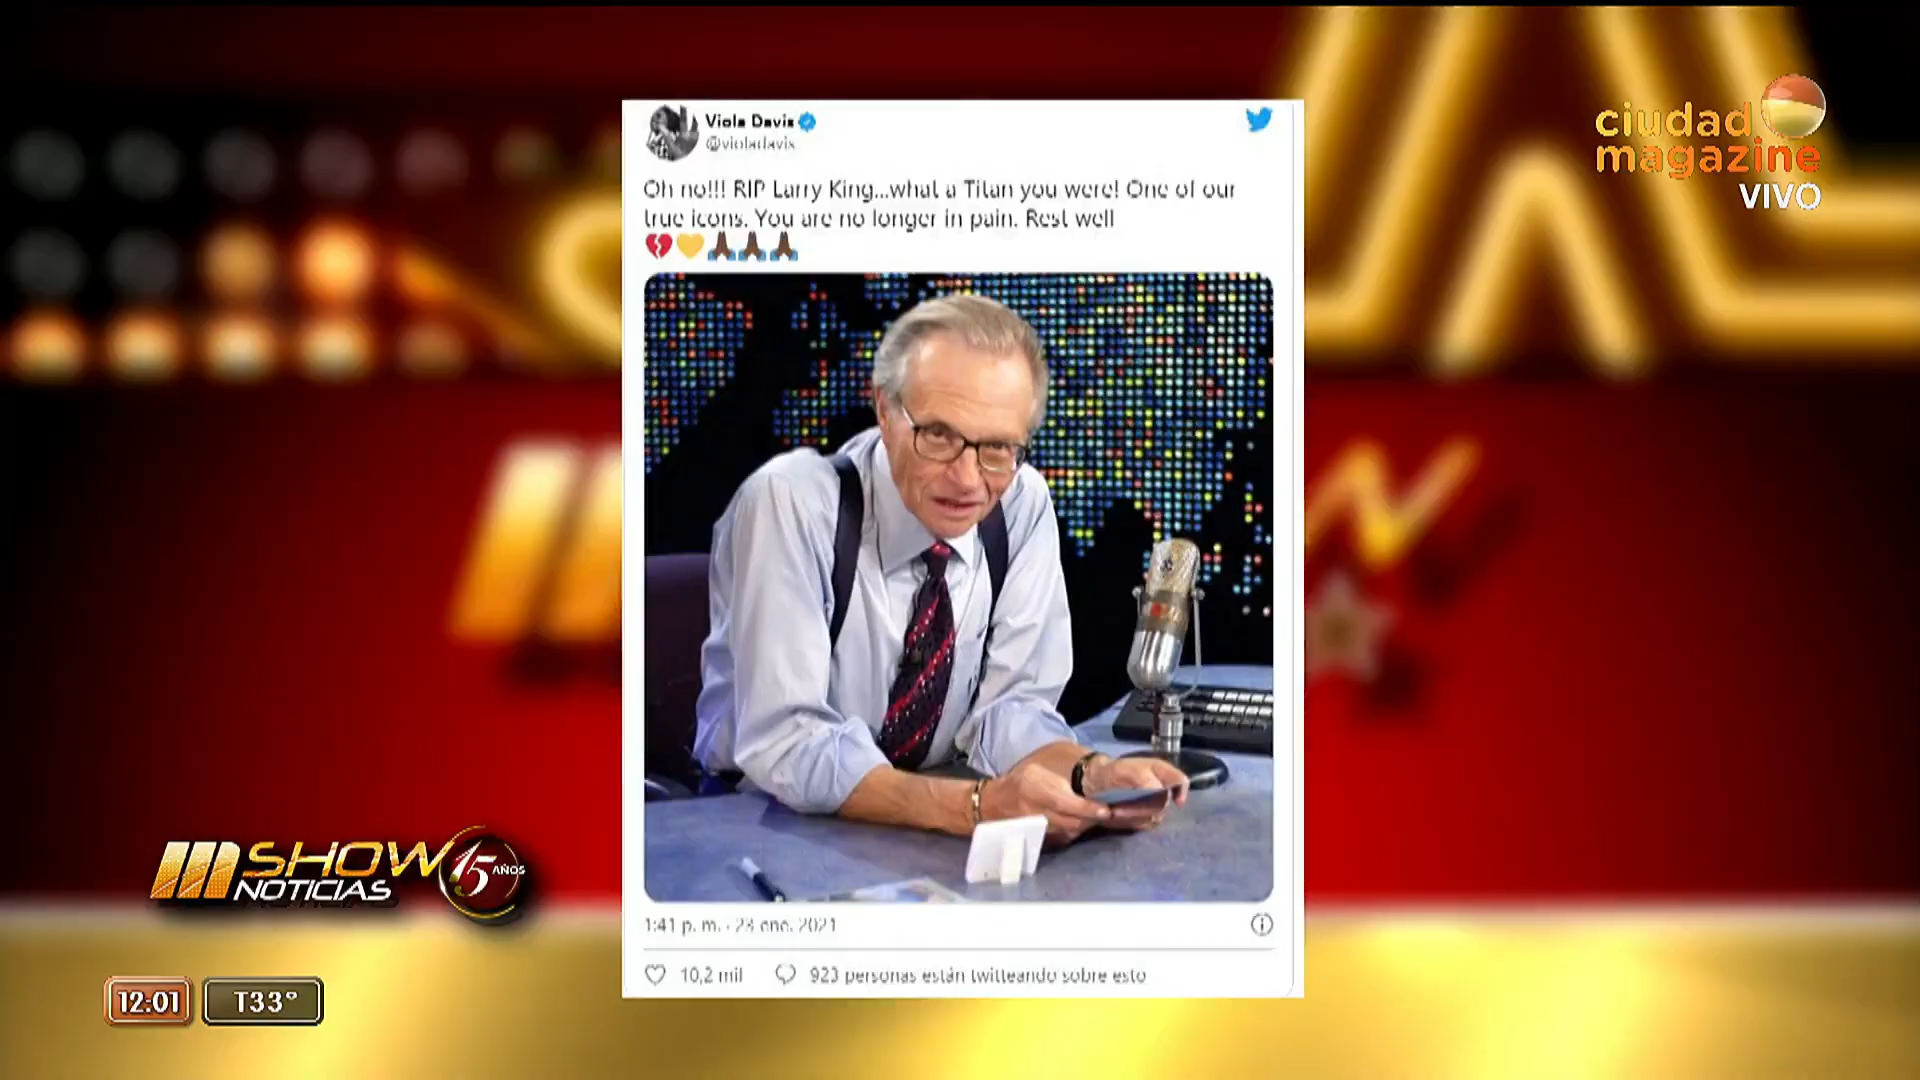 Viola Davis
@violadavis
Oh no!!! RIP Larry King...what a Titan you were! One of our
true icons. You are no longer in pain. Rest well
1:41 p. m. · 23 ene. 2021
10,2 mil
923 personas están twitteando sobre esto
ciudad
magazine
VIVO
SHOW
NOTICIAS
15 AÑOS
12:01
T33°